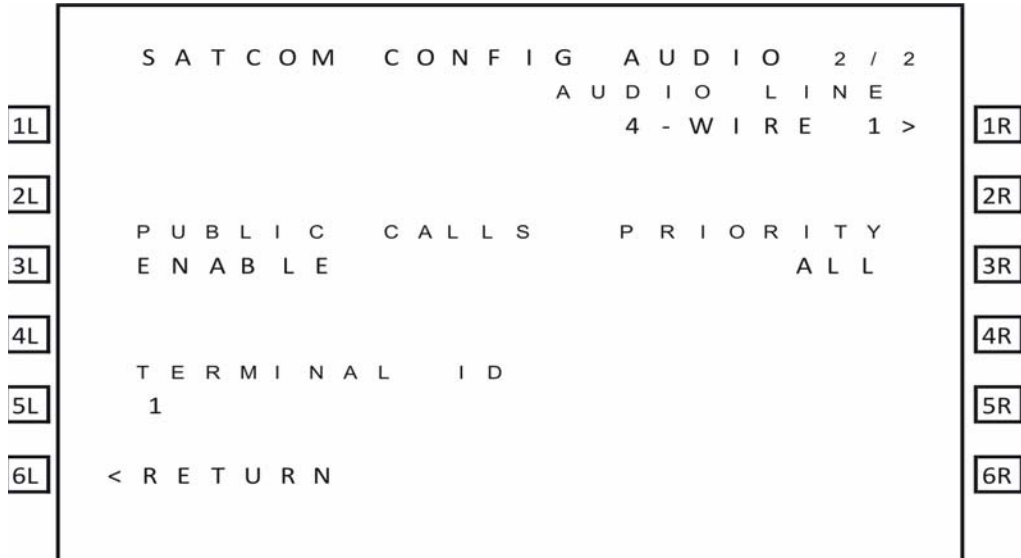 SATCOM CONFIG AUDIO 2/2
AUDIO LINE
1L 4-WIRE 1> 1R
2L 2R
PUBLIC CALLS PRIORITY
3L ENABLE ALL 3R
4L 4R
TERMINAL ID
5L 1 5R
6L <RETURN 6R